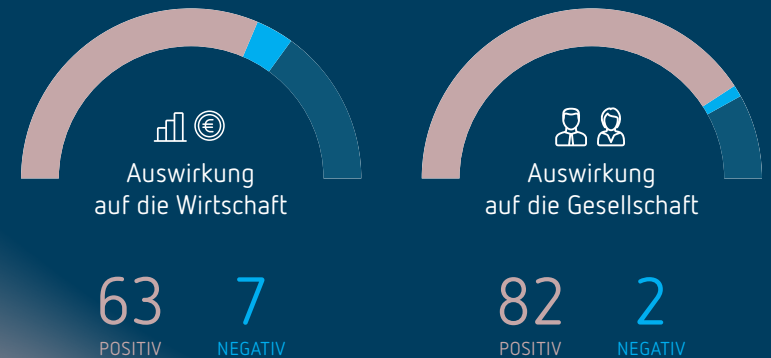 €
Auswirkung
auf die Wirtschaft
63 7
POSITIV NEGATIV
Auswirkung
auf die Gesellschaft
82 2
POSITIV NEGATIV